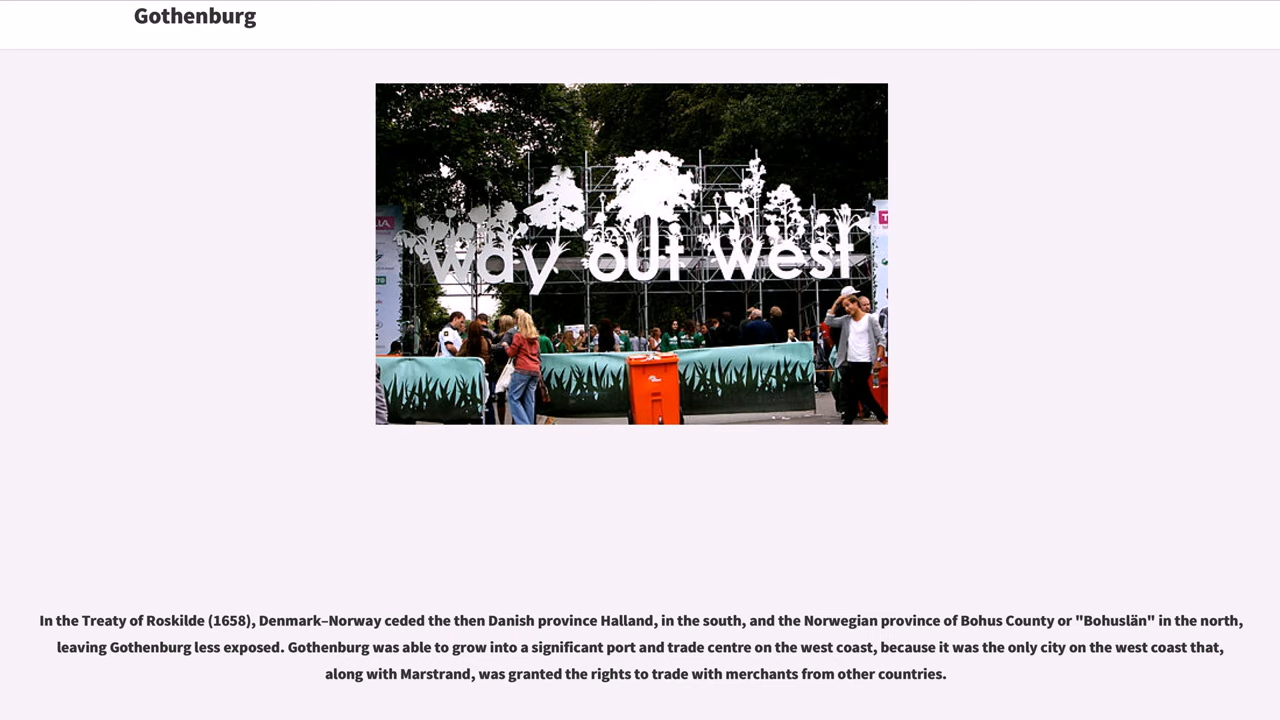 Gothenburg
way out west
In the Treaty of Roskilde (1658), Denmark–Norway ceded the then Danish province Halland, in the south, and the Norwegian province of Bohus County or "Bohuslän" in the north,
leaving Gothenburg less exposed. Gothenburg was able to grow into a significant port and trade centre on the west coast, because it was the only city on the west coast that,
along with Marstrand, was granted the rights to trade with merchants from other countries.